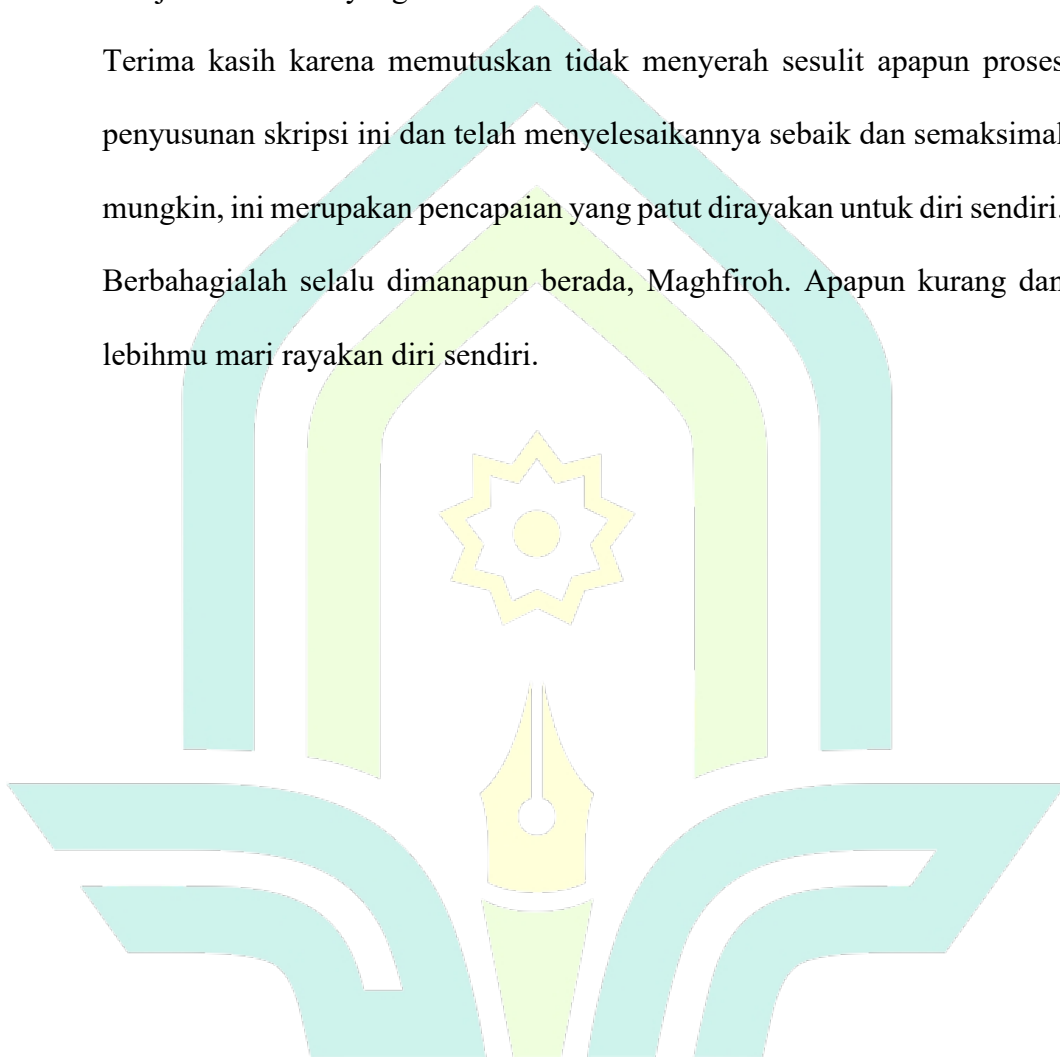 Terima kasih karena memutuskan tidak menyerah sesulit apapun proses
penyusunan skripsi ini dan telah menyelesaikannya sebaik dan semaksimal
mungkin, ini merupakan pencapaian yang patut dirayakan untuk diri sendiri.
Berbahagialah selalu dimanapun berada, Maghfiroh. Apapun kurang dan
lebihmu mari rayakan diri sendiri.